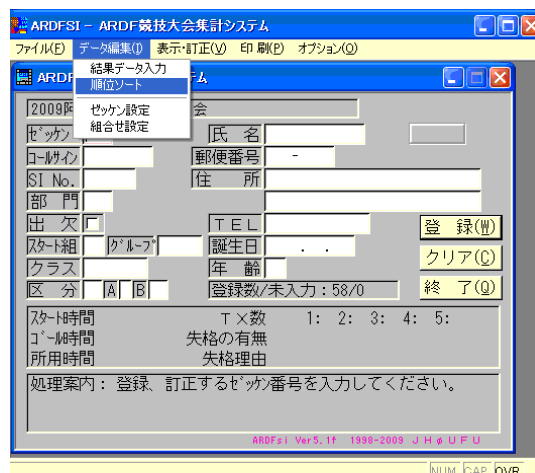 ARDFSI - ARDF競技大会集計システム
ファイル(F) データ編集(I) 表示・訂正(V) 印刷(P) オプション(O)
結果データ入力
順位ソート
ゼッケン設定
組合せ設定
ARDF テム
2009 会
ゼッケン 氏 名
コールサイン 郵便番号 -
SI No. 住 所
部 門
出 欠 TEL 登 録(W)
スタート組 グループ 誕生日 . .
クラス 年 齢 クリア(C)
区 分 A B 登録数/未入力:58/0 終 了(Q)
スタート時間 TX数 1: 2: 3: 4: 5:
ゴール時間 失格の有無
所用時間 失格理由
処理案内: 登録、訂正するゼッケン番号を入力してください。
ARDFsi Ver5.1f 1998-2009 JHφUFU
NUM CAP OVR